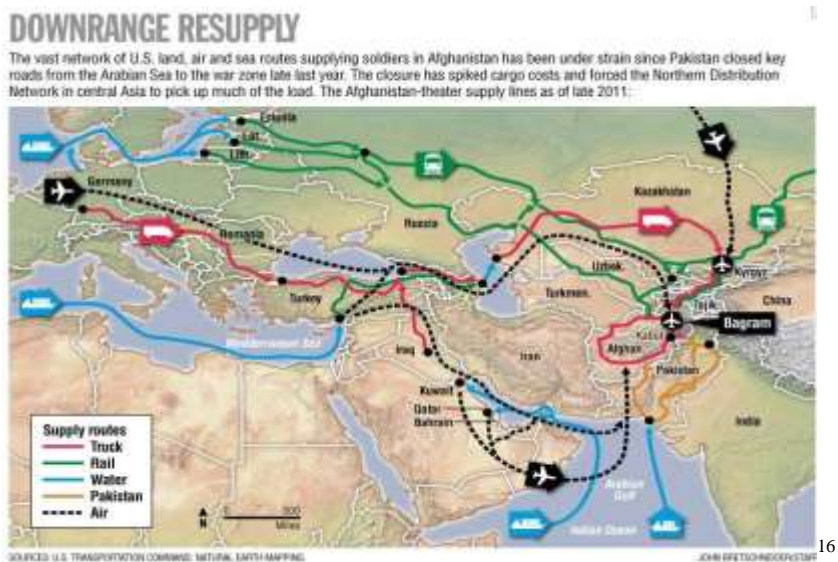 DOWNRANGE RESUPPLY
The vast network of U.S. land, air and sea routes supplying soldiers in Afghanistan has been under strain since Pakistan closed key
roads from the Arabian Sea to the war zone late last year. The closure has spiked cargo costs and forced the Northern Distribution
Network in central Asia to pick up much of the load. The Afghanistan-theater supply lines as of late 2011:
Estonia
Lat.
Lith.
Germany
Kazakhstan
Russia
Romania
Uzbek.
Kyrgyz
Turkmen.
Tajik.
China
Turkey
Bagram
Kabul
Mediterranean Sea
Afghan
Iraq
Iran
Pakistan
Kuwait
Qatar
Bahrain
India
Supply routes
Truck
Rail
Water
Pakistan
Air
N
0
500
Miles
Arabian
Gulf
Indian Ocean
16
SOURCES: U.S. TRANSPORTATION COMMAND; NATURAL EARTH MAPPING
JOHN BRETSCHNEIDER/STAFF